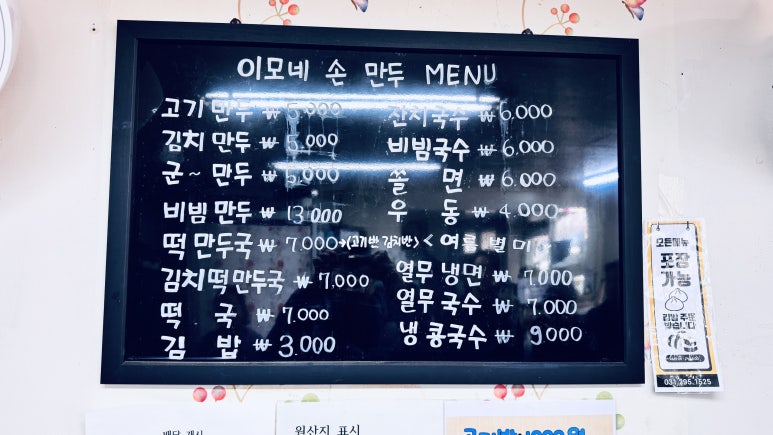 이모네 손 만두 MENU
고기 만두 ₩ 5,000
김치 만두 ₩ 5,000
군~만두 ₩ 5,000
비빔 만두 ₩ 13,000
떡 만두국 ₩ 7,000→(고기반 김치반)
김치떡만두국 ₩ 7,000
떡 국 ₩ 7,000
김 밥 ₩ 3,000
잔치국수 ₩ 6,000
비빔국수 ₩ 6,000
쫄 면 ₩ 6,000
우 동 ₩ 4,000
< 여름 별미
열무 냉면 ₩ 7,000
열무 국수 ₩ 7,000
냉 콩국수 ₩ 9,000
모든메뉴
포장
가능
031.295.1525
원산지 표시